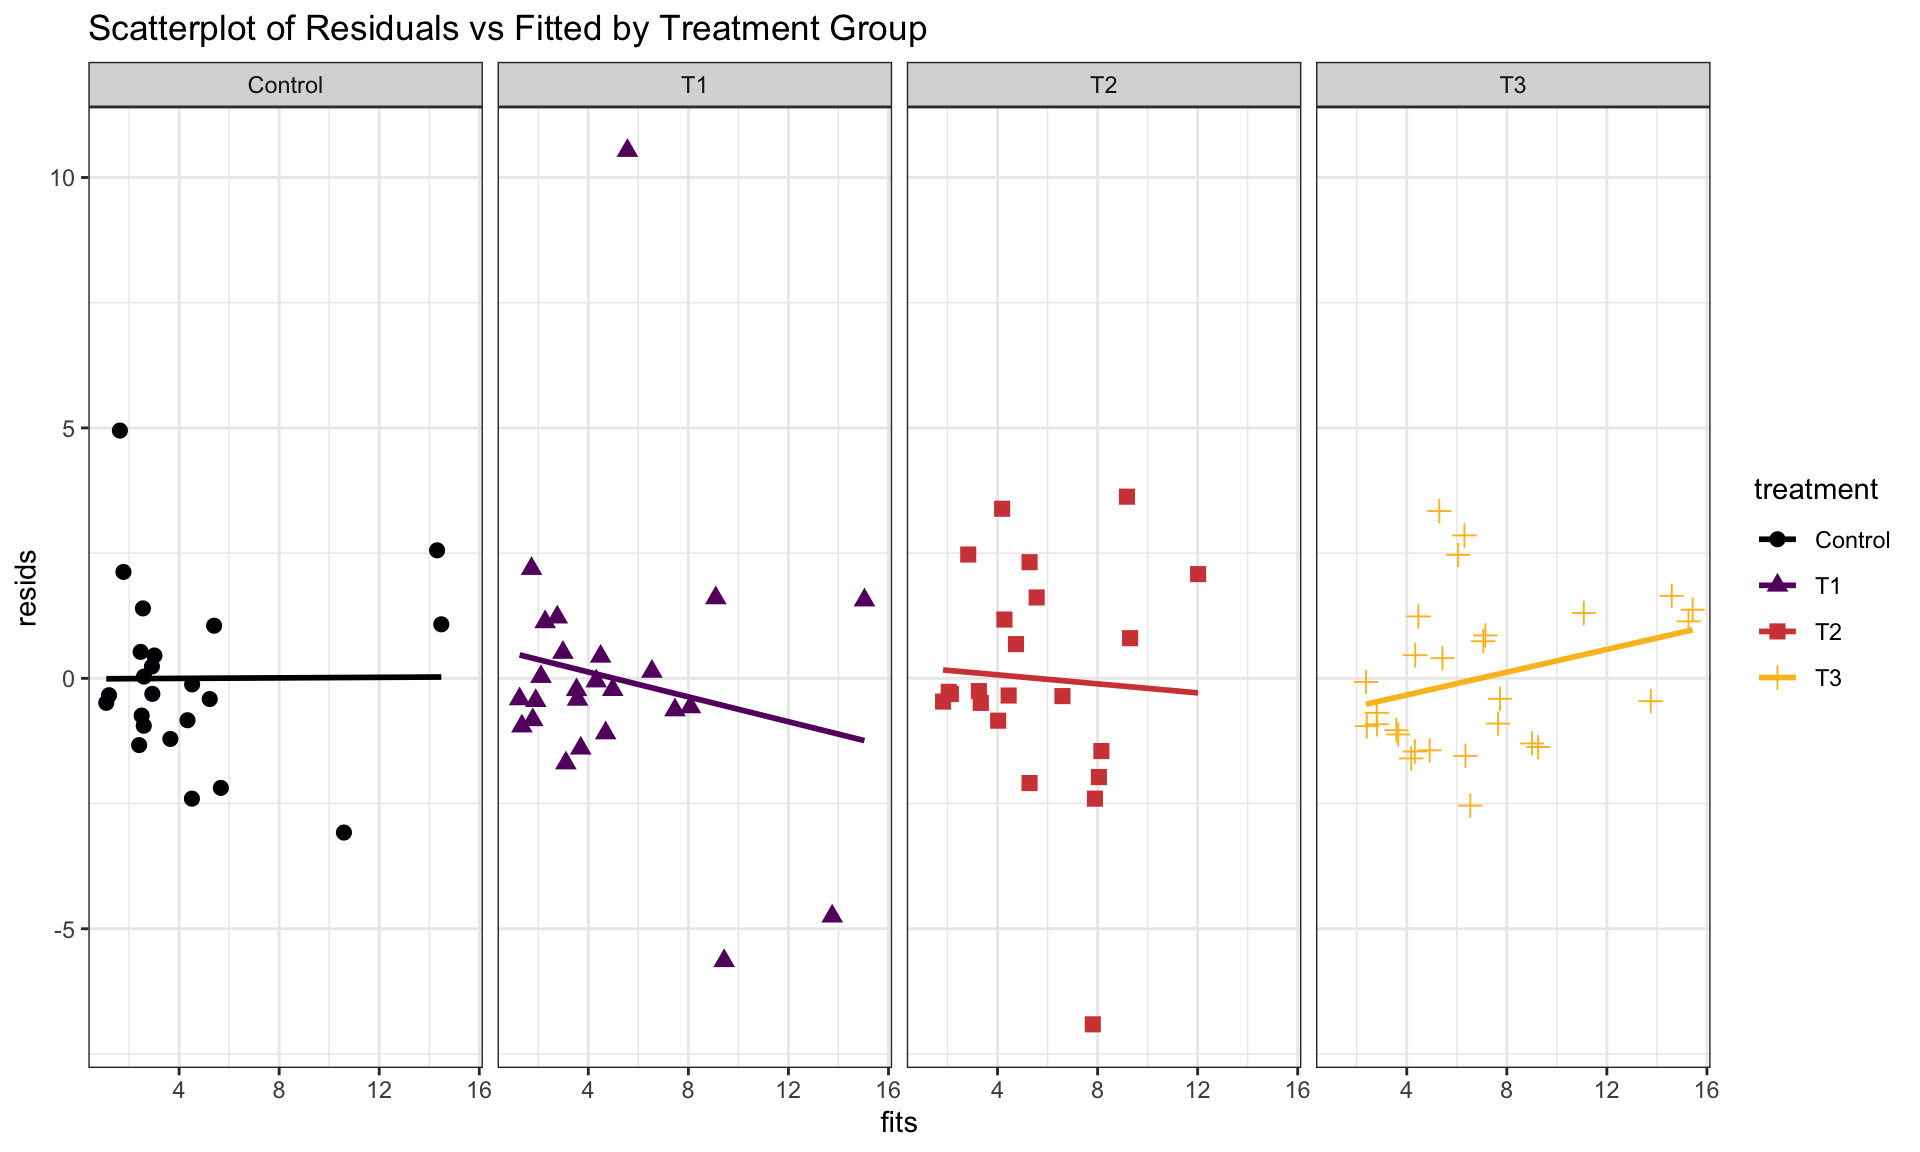 Scatterplot of Residuals vs Fitted by Treatment Group
Control
T1
T2
T3
10
5
0
-5
resids
4 8 12 16
4 8 12 16
4 8 12 16
4 8 12 16
fits
treatment
Control
T1
T2
T3